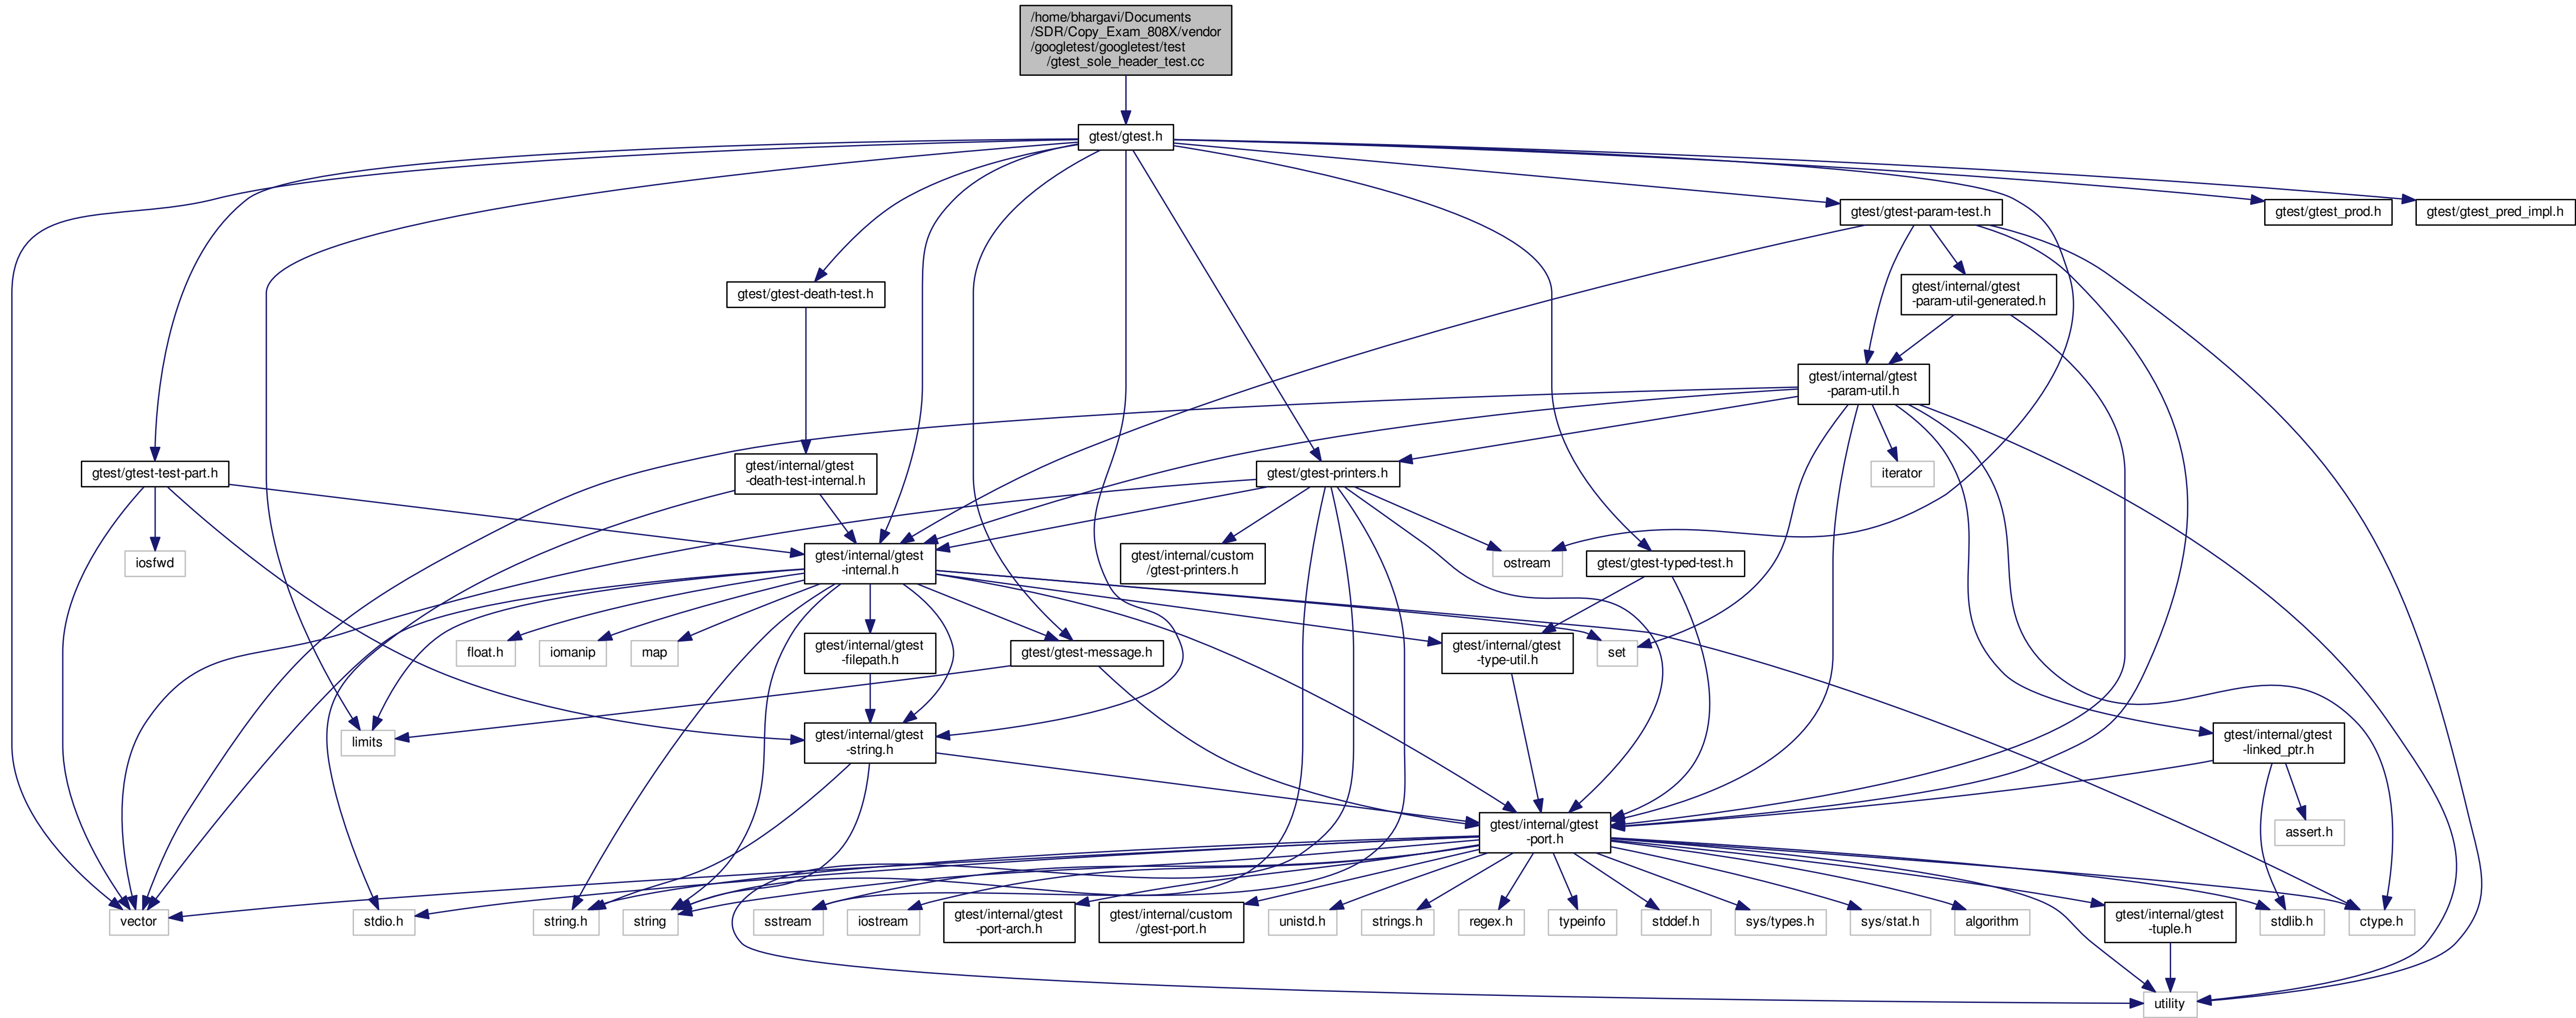 /home/bhargavi/Documents
/SDR/Copy_Exam_808X/vendor
/googletest/googletest/test
/gtest_sole_header_test.cc
gtest/gtest.h
gtest/gtest-param-test.h
gtest/gtest_prod.h
gtest/gtest_pred_impl.h
gtest/gtest-death-test.h
gtest/internal/gtest
-param-util-generated.h
gtest/internal/gtest
-param-util.h
gtest/gtest-test-part.h
gtest/internal/gtest
-death-test-internal.h
gtest/gtest-printers.h
iterator
iosfwd
gtest/internal/gtest
-internal.h
gtest/internal/custom
/gtest-printers.h
ostream
gtest/gtest-typed-test.h
float.h
iomanip
map
gtest/internal/gtest
-filepath.h
gtest/gtest-message.h
gtest/internal/gtest
-type-util.h
set
limits
gtest/internal/gtest
-string.h
gtest/internal/gtest
-linked_ptr.h
gtest/internal/gtest
-port.h
assert.h
vector
stdio.h
string.h
string
sstream
iostream
gtest/internal/gtest
-port-arch.h
gtest/internal/custom
/gtest-port.h
unistd.h
strings.h
regex.h
typeinfo
stddef.h
sys/types.h
sys/stat.h
algorithm
gtest/internal/gtest
-tuple.h
stdlib.h
ctype.h
utility